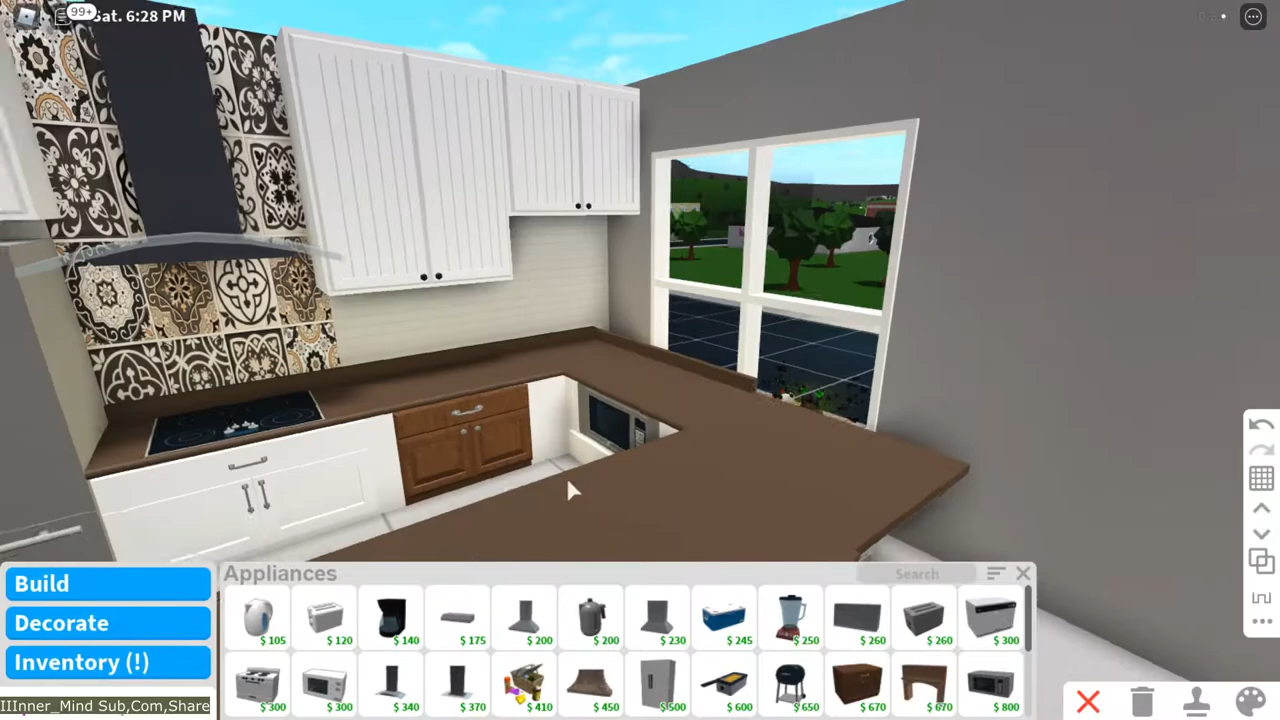 99+
Sat. 6:28 PM
Build
Decorate
Inventory (!)
IIInner_Mind Sub,Com,Share
Appliances
Search
$ 105 $ 120 $ 140 $ 175 $ 200 $ 200 $ 230 $ 245 $ 250 $ 260 $ 260 $ 300
$ 300 $ 300 $ 340 $ 370 $ 410 $ 450 $ 500 $ 600 $ 650 $ 670 $ 670 $ 800